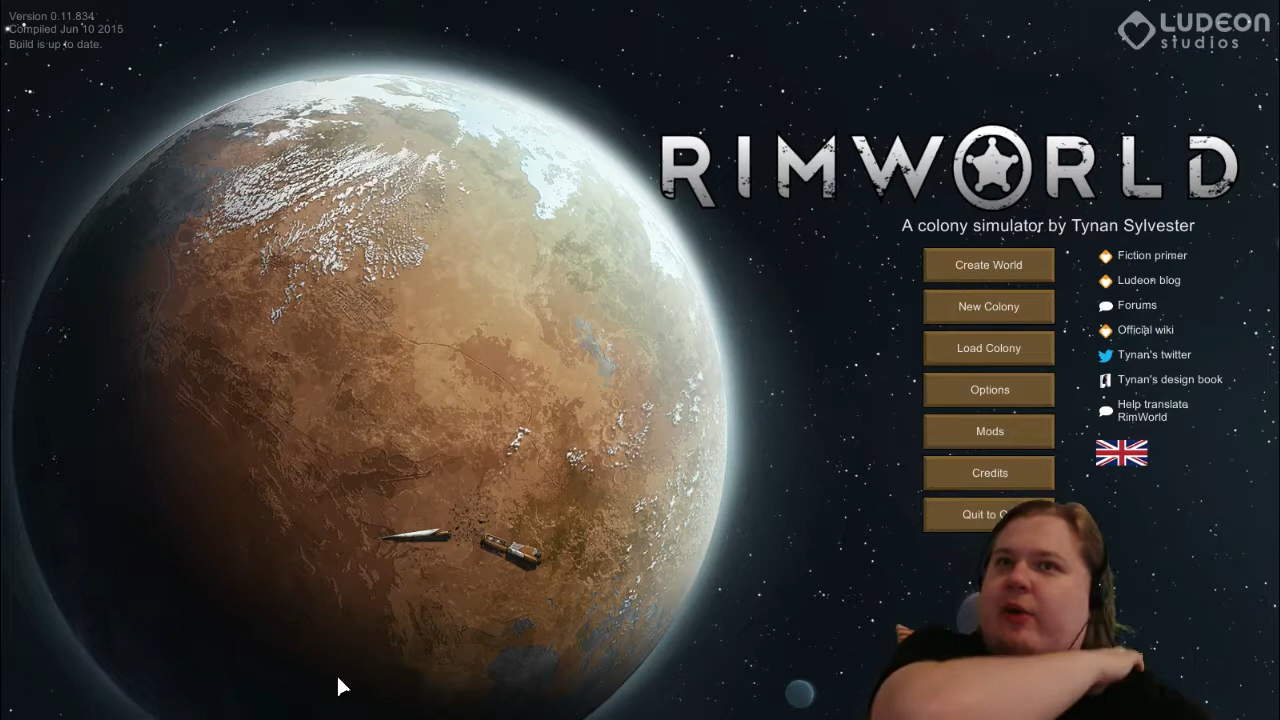 Version 0.11.834
Compiled Jun 10 2015
Build is up to date.
LUDEON
studios
RIMWORLD
A colony simulator by Tynan Sylvester
Create World
New Colony
Load Colony
Options
Mods
Credits
Quit to
Fiction primer
Ludeon blog
Forums
Official wiki
Tynan's twitter
Tynan's design book
Help translate
RimWorld